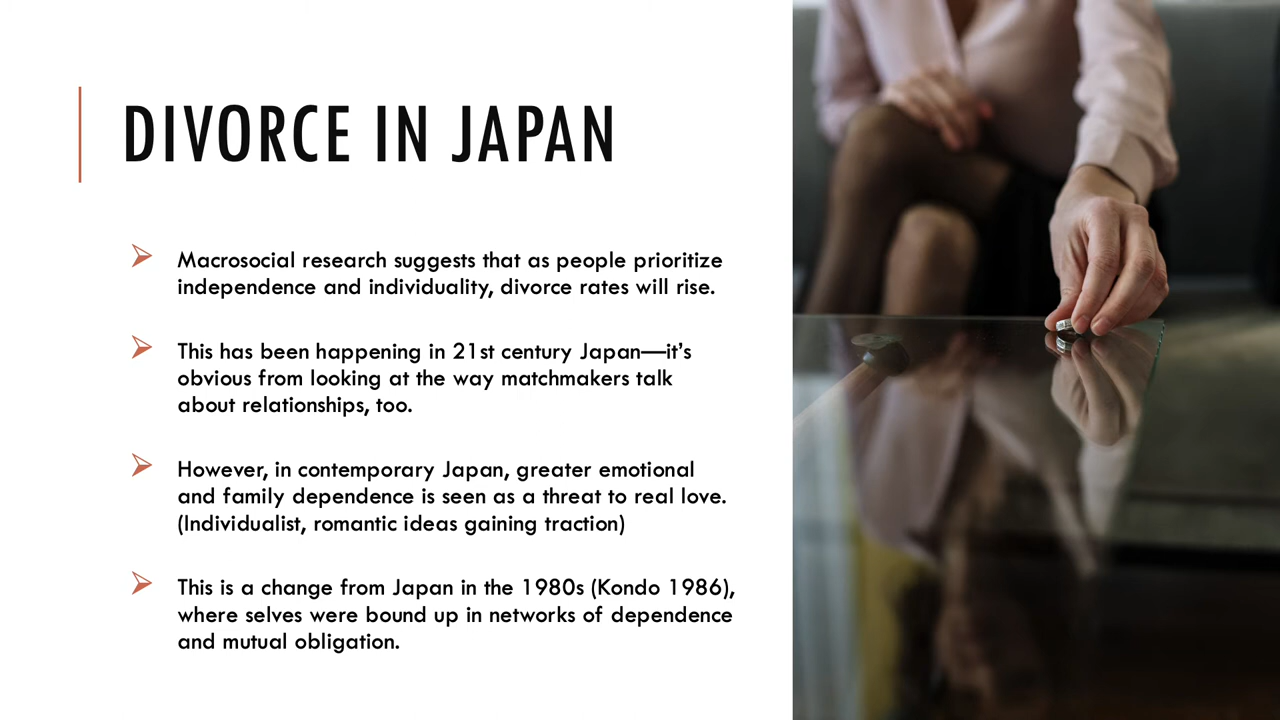 DIVORCE IN JAPAN
Macrosocial research suggests that as people prioritize
independence and individuality, divorce rates will rise.
This has been happening in 21st century Japan—it’s
obvious from looking at the way matchmakers talk
about relationships, too.
However, in contemporary Japan, greater emotional
and family dependence is seen as a threat to real love.
(Individualist, romantic ideas gaining traction)
This is a change from Japan in the 1980s (Kondo 1986),
where selves were bound up in networks of dependence
and mutual obligation.